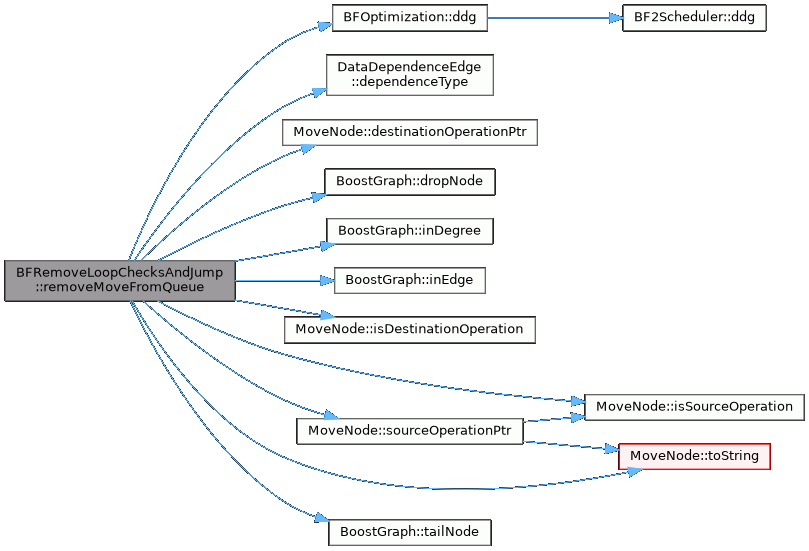 BFOptimization::ddg
BF2Scheduler::ddg
DataDependenceEdge
::dependenceType
MoveNode::destinationOperationPtr
BoostGraph::dropNode
BoostGraph::inDegree
BFRemoveLoopChecksAndJump
::removeMoveFromQueue
BoostGraph::inEdge
MoveNode::isDestinationOperation
MoveNode::isSourceOperation
MoveNode::sourceOperationPtr
MoveNode::toString
BoostGraph::tailNode